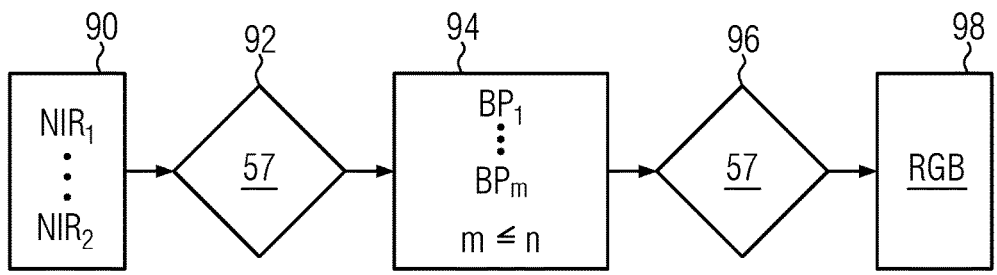 90
92
94
96
98
NIR₁
⋮
NIR₂
57
BP₁
⋮
BPₘ
m ≦ n
57
RGB